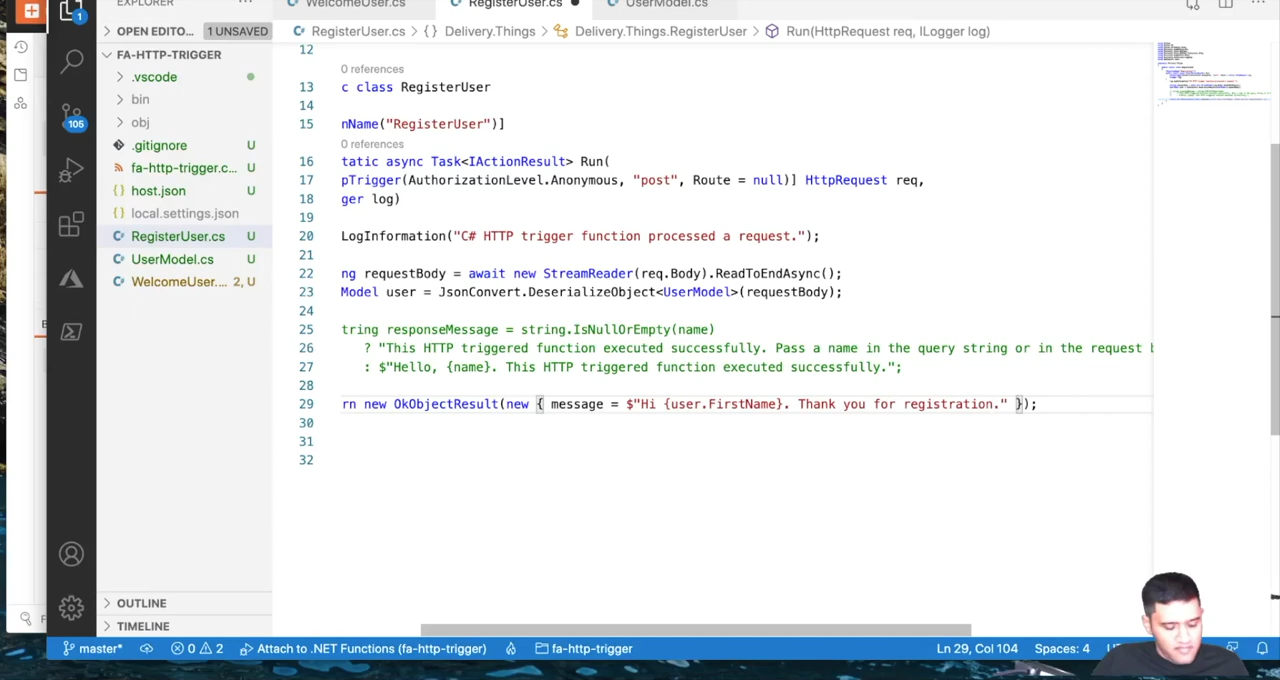 EXPLORER
WelcomeUser.cs
RegisterUser.cs
UserModel.cs
OPEN EDITO... 1 UNSAVED
RegisterUser.cs > {} Delivery.Things > Delivery.Things.RegisterUser > Run(HttpRequest req, ILogger log)
FA-HTTP-TRIGGER
.vscode
bin
obj
.gitignore U
fa-http-trigger.c... U
host.json U
local.settings.json
RegisterUser.cs U
UserModel.cs U
WelcomeUser.... 2, U
1
105
12
0 references
13 c class RegisterUser
14
15 nName("RegisterUser")]
0 references
16 tatic async Task<IActionResult> Run(
17 pTrigger(AuthorizationLevel.Anonymous, "post", Route = null)] HttpRequest req,
18 ger log)
19
20 LogInformation("C# HTTP trigger function processed a request.");
21
22 ng requestBody = await new StreamReader(req.Body).ReadToEndAsync();
23 Model user = JsonConvert.DeserializeObject<UserModel>(requestBody);
24
25 tring responseMessage = string.IsNullOrEmpty(name)
26 ? "This HTTP triggered function executed successfully. Pass a name in the query string or in the request b
27 : $"Hello, {name}. This HTTP triggered function executed successfully.";
28
29 rn new OkObjectResult(new { message = $"Hi {user.FirstName}. Thank you for registration." });
30
31
32
OUTLINE
TIMELINE
master* 0 2 Attach to .NET Functions (fa-http-trigger) fa-http-trigger Ln 29, Col 104 Spaces: 4